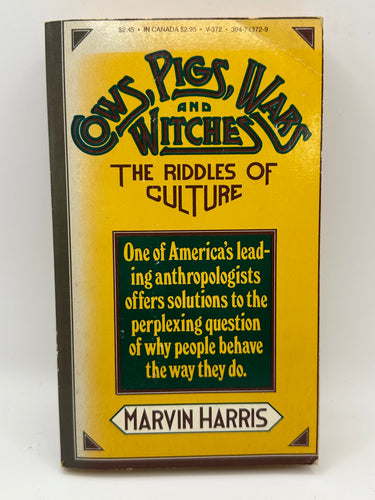 $2.45 • IN CANADA $2.95 • V-372 • 394-71372-9
COWS, PIGS, WARS
AND
WITCHES
THE RIDDLES OF
CULTURE
One of America's lead-
ing anthropologists
offers solutions to the
perplexing question
of why people behave
the way they do.
MARVIN HARRIS